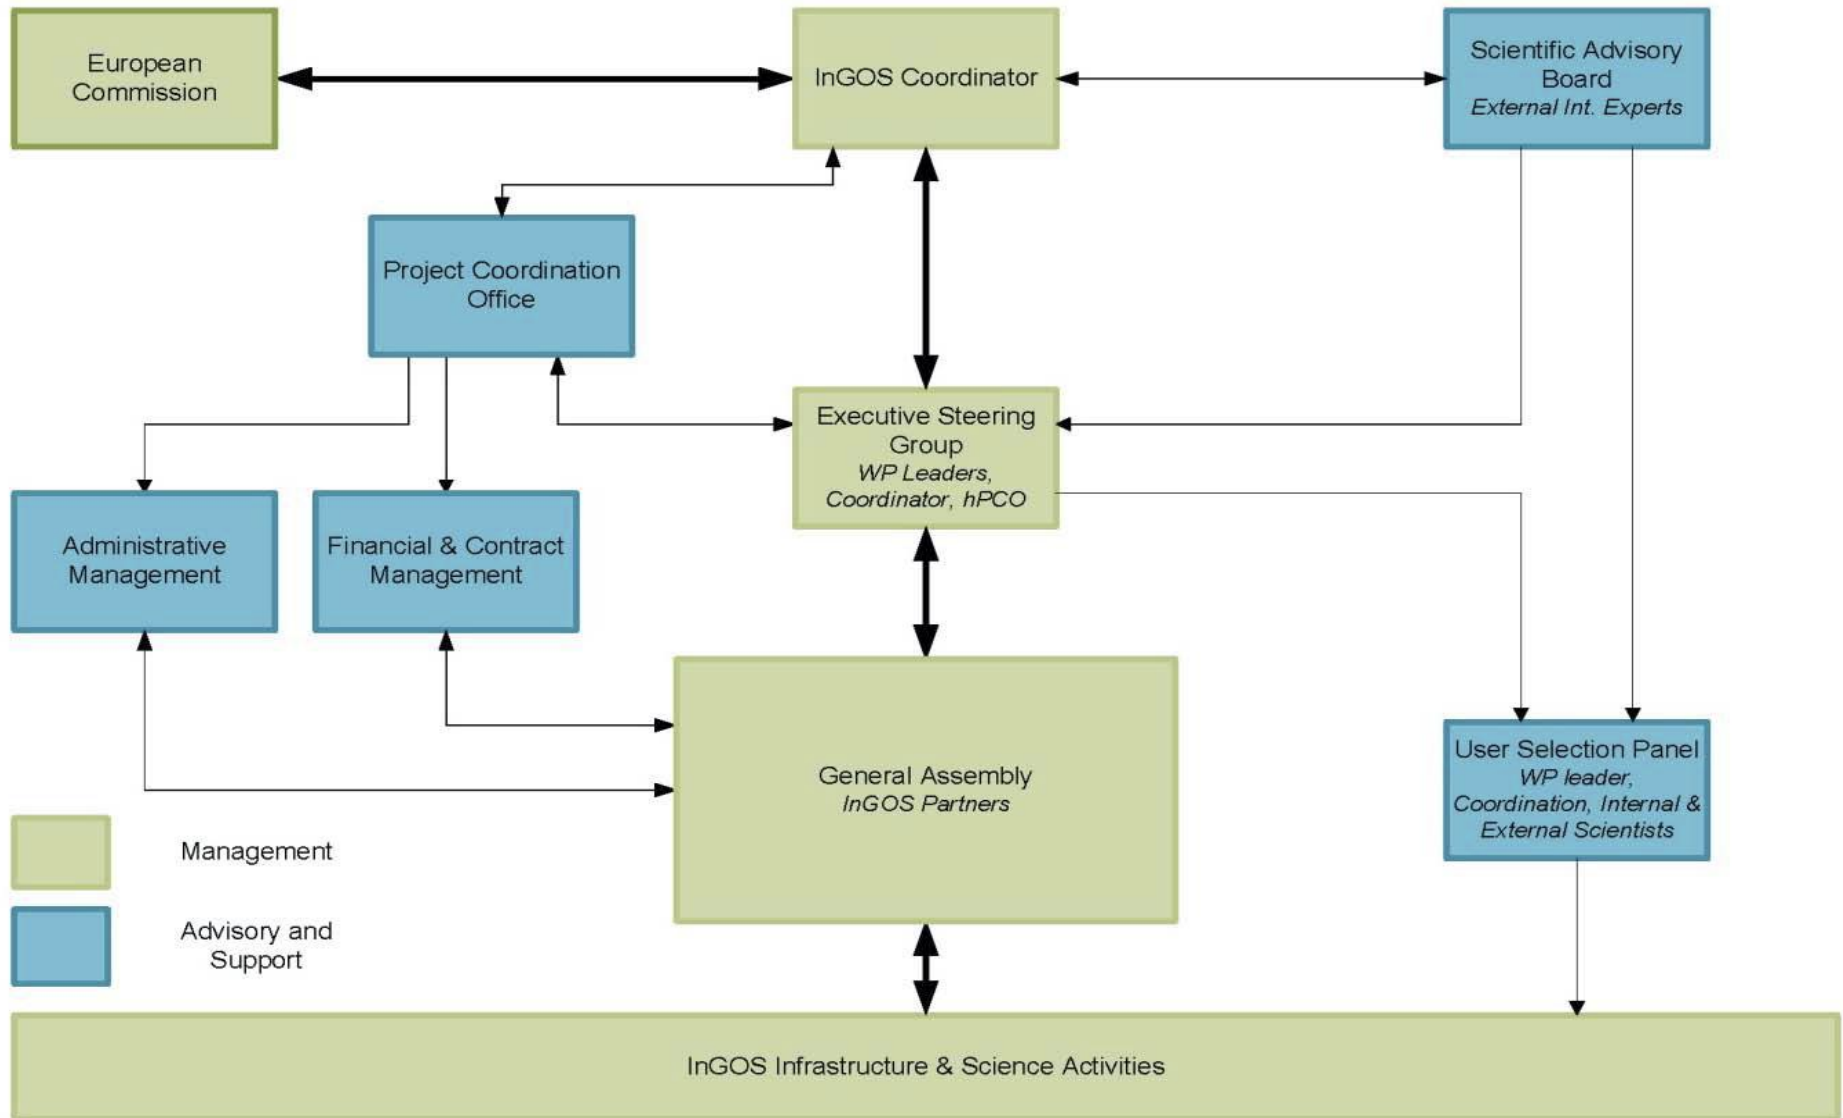 European
Commission
InGOS Coordinator
Scientific Advisory
Board
External Int. Experts
Project Coordination
Office
Executive Steering
Group
WP Leaders,
Coordinator, hPCO
Administrative
Management
Financial & Contract
Management
General Assembly
InGOS Partners
User Selection Panel
WP leader,
Coordination, Internal &
External Scientists
Management
Advisory and
Support
InGOS Infrastructure & Science Activities